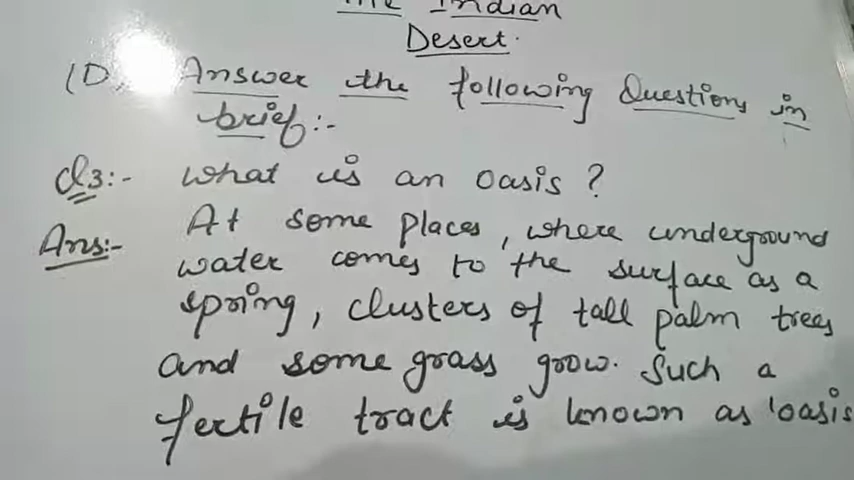 The Indian
Desert.
(D) Answer the following Questions in
brief:-
Q3:- What is an oasis ?
Ans:- At some places, where underground
water comes to the surface as a
spring, clusters of tall palm trees
and some grass grow. Such a
fertile tract is known as 'oasis